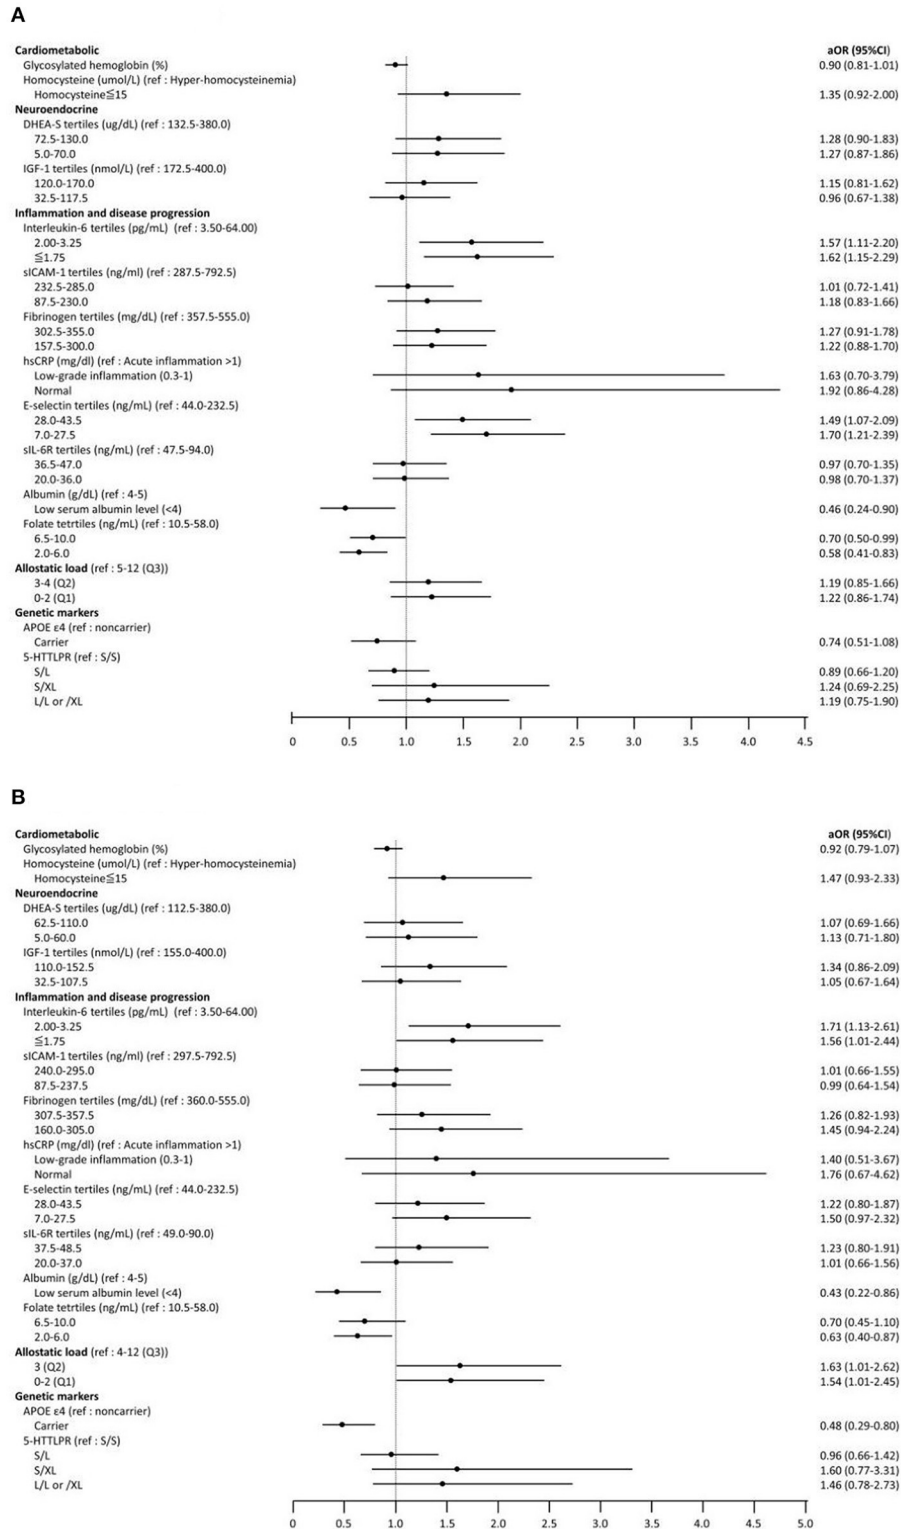 A
Cardiometabolic aOR (95%CI)
Glycosylated hemoglobin (%) 0.90 (0.81-1.01)
Homocysteine (umol/L) (ref : Hyper-homocysteinemia)
Homocysteine≦15 1.35 (0.92-2.00)
Neuroendocrine
DHEA-S tertiles (ug/dL) (ref : 132.5-380.0)
72.5-130.0 1.28 (0.90-1.83)
5.0-70.0 1.27 (0.87-1.86)
IGF-1 tertiles (nmol/L) (ref : 172.5-400.0)
120.0-170.0 1.15 (0.81-1.62)
32.5-117.5 0.96 (0.67-1.38)
Inflammation and disease progression
Interleukin-6 tertiles (pg/mL) (ref : 3.50-64.00)
2.00-3.25 1.57 (1.11-2.20)
≦1.75 1.62 (1.15-2.29)
sICAM-1 tertiles (ng/ml) (ref : 287.5-792.5)
232.5-285.0 1.01 (0.72-1.41)
87.5-230.0 1.18 (0.83-1.66)
Fibrinogen tertiles (mg/dL) (ref : 357.5-555.0)
302.5-355.0 1.27 (0.91-1.78)
157.5-300.0 1.22 (0.88-1.70)
hsCRP (mg/dl) (ref : Acute inflammation >1)
Low-grade inflammation (0.3-1) 1.63 (0.70-3.79)
Normal 1.92 (0.86-4.28)
E-selectin tertiles (ng/mL) (ref : 44.0-232.5)
28.0-43.5 1.49 (1.07-2.09)
7.0-27.5 1.70 (1.21-2.39)
sIL-6R tertiles (ng/mL) (ref : 47.5-94.0)
36.5-47.0 0.97 (0.70-1.35)
20.0-36.0 0.98 (0.70-1.37)
Albumin (g/dL) (ref : 4-5)
Low serum albumin level (<4) 0.46 (0.24-0.90)
Folate tetrtiles (ng/mL) (ref : 10.5-58.0)
6.5-10.0 0.70 (0.50-0.99)
2.0-6.0 0.58 (0.41-0.83)
Allostatic load (ref : 5-12 (Q3))
3-4 (Q2) 1.19 (0.85-1.66)
0-2 (Q1) 1.22 (0.86-1.74)
Genetic markers
APOE ε4 (ref : noncarrier)
Carrier 0.74 (0.51-1.08)
5-HTTLPR (ref : S/S)
S/L 0.89 (0.66-1.20)
S/XL 1.24 (0.69-2.25)
L/L or /XL 1.19 (0.75-1.90)
0 0.5 1.0 1.5 2.0 2.5 3.0 3.5 4.0 4.5
B
Cardiometabolic aOR (95%CI)
Glycosylated hemoglobin (%) 0.92 (0.79-1.07)
Homocysteine (umol/L) (ref : Hyper-homocysteinemia)
Homocysteine≦15 1.47 (0.93-2.33)
Neuroendocrine
DHEA-S tertiles (ug/dL) (ref : 112.5-380.0)
62.5-110.0 1.07 (0.69-1.66)
5.0-60.0 1.13 (0.71-1.80)
IGF-1 tertiles (nmol/L) (ref : 155.0-400.0)
110.0-152.5 1.34 (0.86-2.09)
32.5-107.5 1.05 (0.67-1.64)
Inflammation and disease progression
Interleukin-6 tertiles (pg/mL) (ref : 3.50-64.00)
2.00-3.25 1.71 (1.13-2.61)
≦1.75 1.56 (1.01-2.44)
sICAM-1 tertiles (ng/ml) (ref : 297.5-792.5)
240.0-295.0 1.01 (0.66-1.55)
87.5-237.5 0.99 (0.64-1.54)
Fibrinogen tertiles (mg/dL) (ref : 360.0-555.0)
307.5-357.5 1.26 (0.82-1.93)
160.0-305.0 1.45 (0.94-2.24)
hsCRP (mg/dl) (ref : Acute inflammation >1)
Low-grade inflammation (0.3-1) 1.40 (0.51-3.67)
Normal 1.76 (0.67-4.62)
E-selectin tertiles (ng/mL) (ref : 44.0-232.5)
28.0-43.5 1.22 (0.80-1.87)
7.0-27.5 1.50 (0.97-2.32)
sIL-6R tertiles (ng/mL) (ref : 49.0-90.0)
37.5-48.5 1.23 (0.80-1.91)
20.0-37.0 1.01 (0.66-1.56)
Albumin (g/dL) (ref : 4-5)
Low serum albumin level (<4) 0.43 (0.22-0.86)
Folate tetrtiles (ng/mL) (ref : 10.5-58.0)
6.5-10.0 0.70 (0.45-1.10)
2.0-6.0 0.63 (0.40-0.87)
Allostatic load (ref : 4-12 (Q3))
3 (Q2) 1.63 (1.01-2.62)
0-2 (Q1) 1.54 (1.01-2.45)
Genetic markers
APOE ε4 (ref : noncarrier)
Carrier 0.48 (0.29-0.80)
5-HTTLPR (ref : S/S)
S/L 0.96 (0.66-1.42)
S/XL 1.60 (0.77-3.31)
L/L or /XL 1.46 (0.78-2.73)
0 0.5 1.0 1.5 2.0 2.5 3.0 3.5 4.0 4.5 5.0